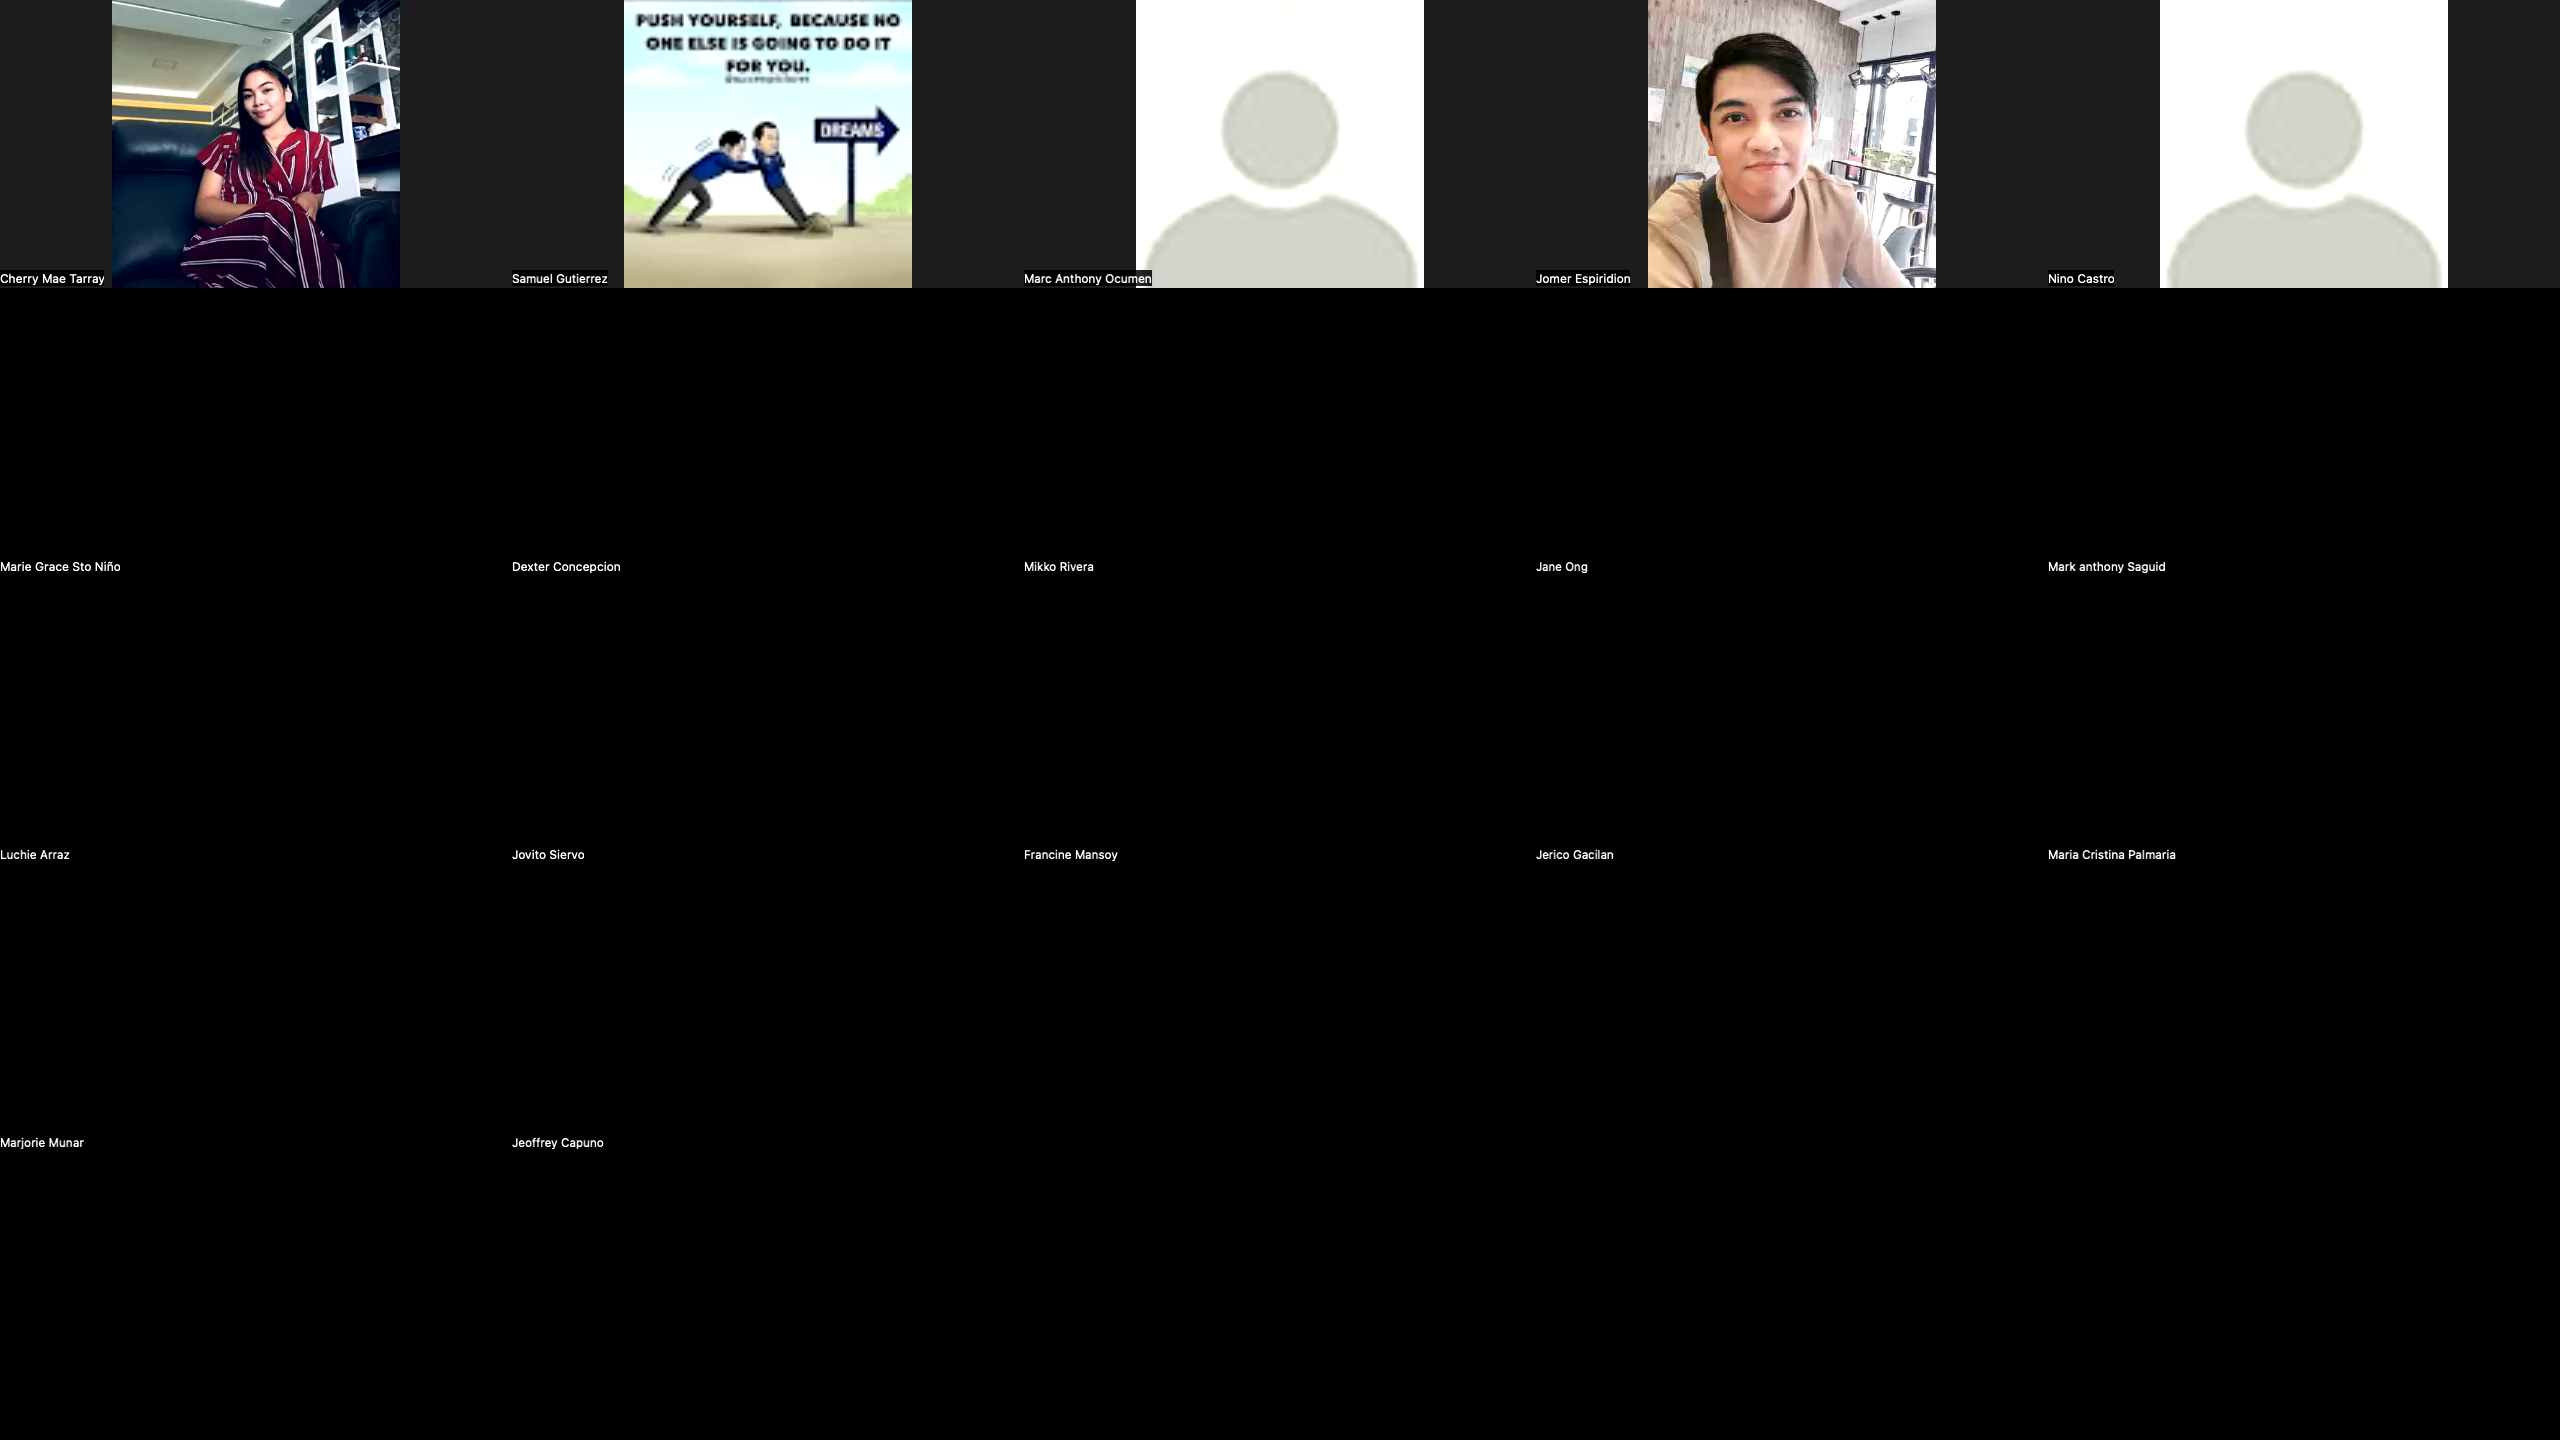 PUSH YOURSELF, BECAUSE NO
ONE ELSE IS GOING TO DO IT
FOR YOU.
DREAMS
Cherry Mae Tarray
Samuel Gutierrez
Marc Anthony Ocumen
Jomer Espiridion
Nino Castro
Marie Grace Sto Niño
Dexter Concepcion
Mikko Rivera
Jane Ong
Mark anthony Saguid
Luchie Arraz
Jovito Siervo
Francine Mansoy
Jerico Gacilan
Maria Cristina Palmaria
Marjorie Munar
Jeoffrey Capuno